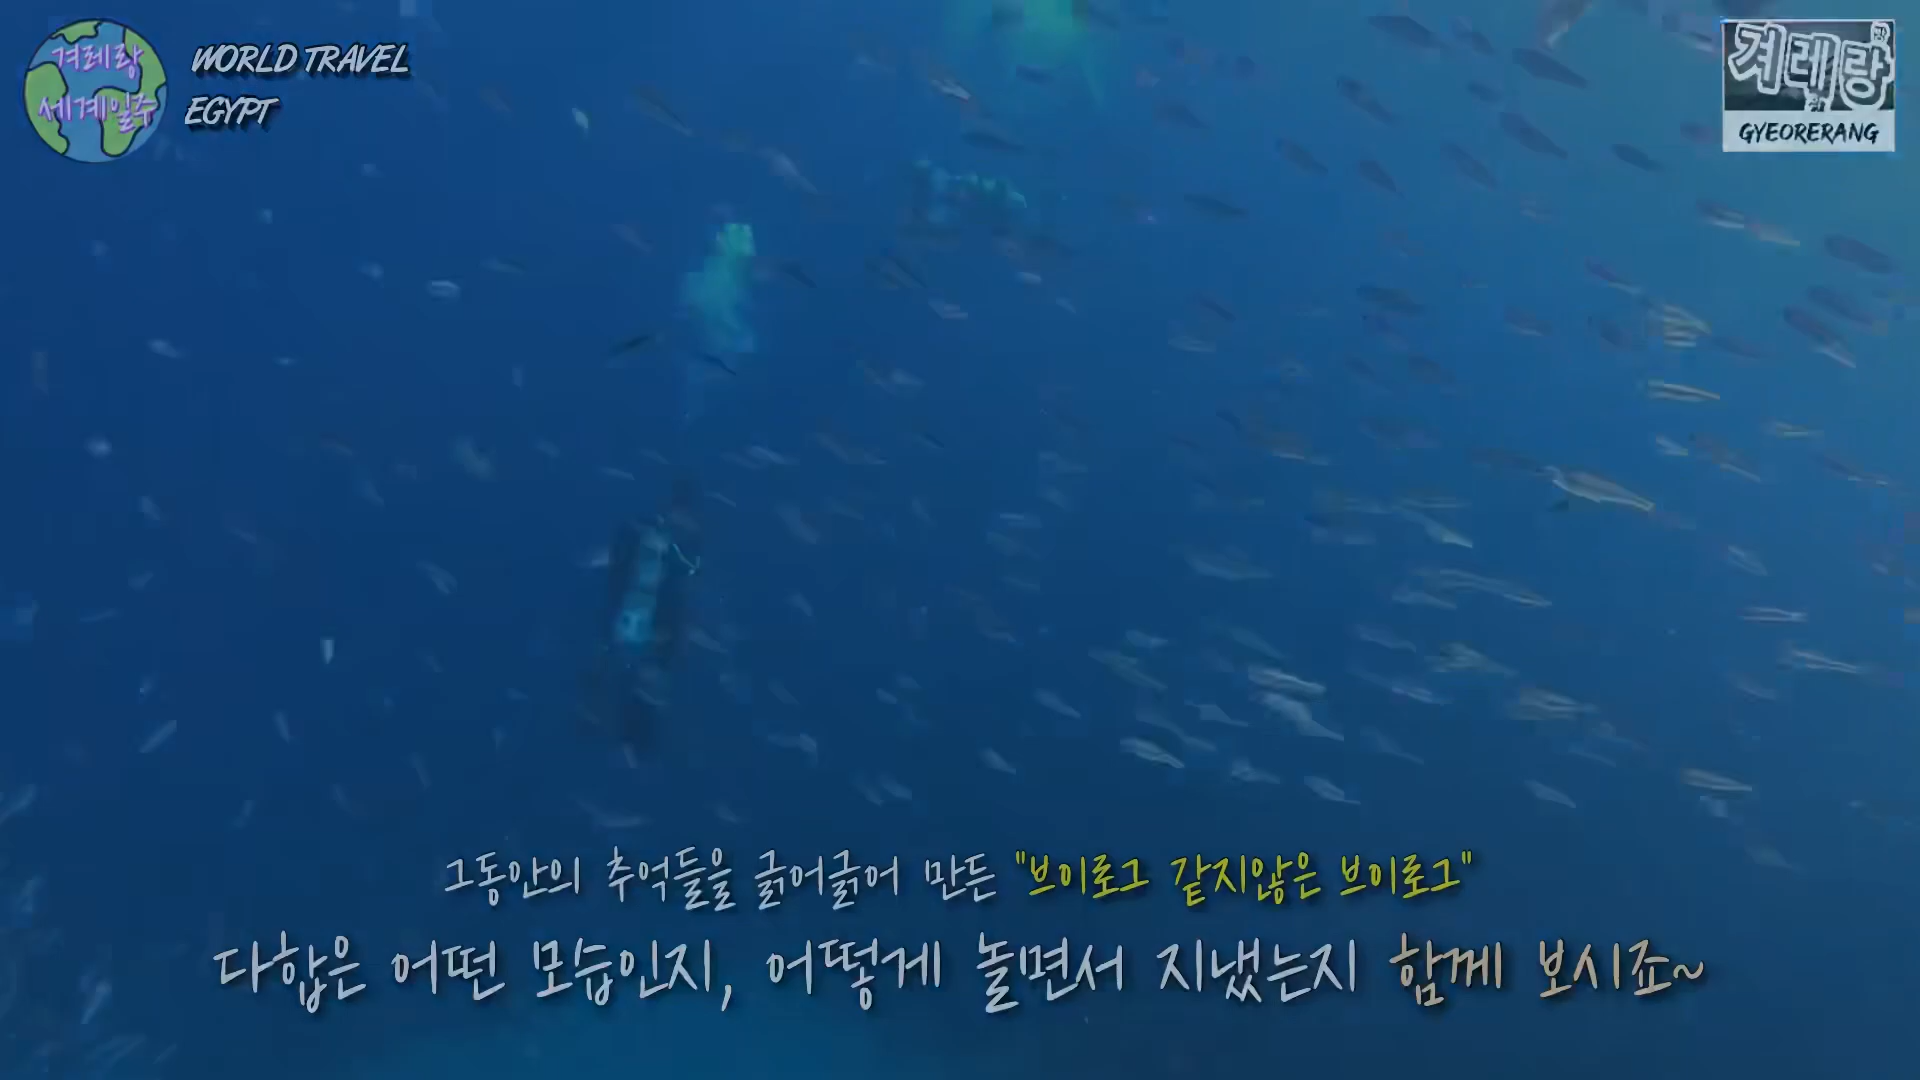 겨레랑
세계일주
WORLD TRAVEL
EGYPT
겨레랑
GYEORERANG
그동안의 추억들을 긁어긁어 만든 "브이로그 같지않은 브이로그"
다합은 어떤 모습인지, 어떻게 놀면서 지냈는지 함께 보시죠~